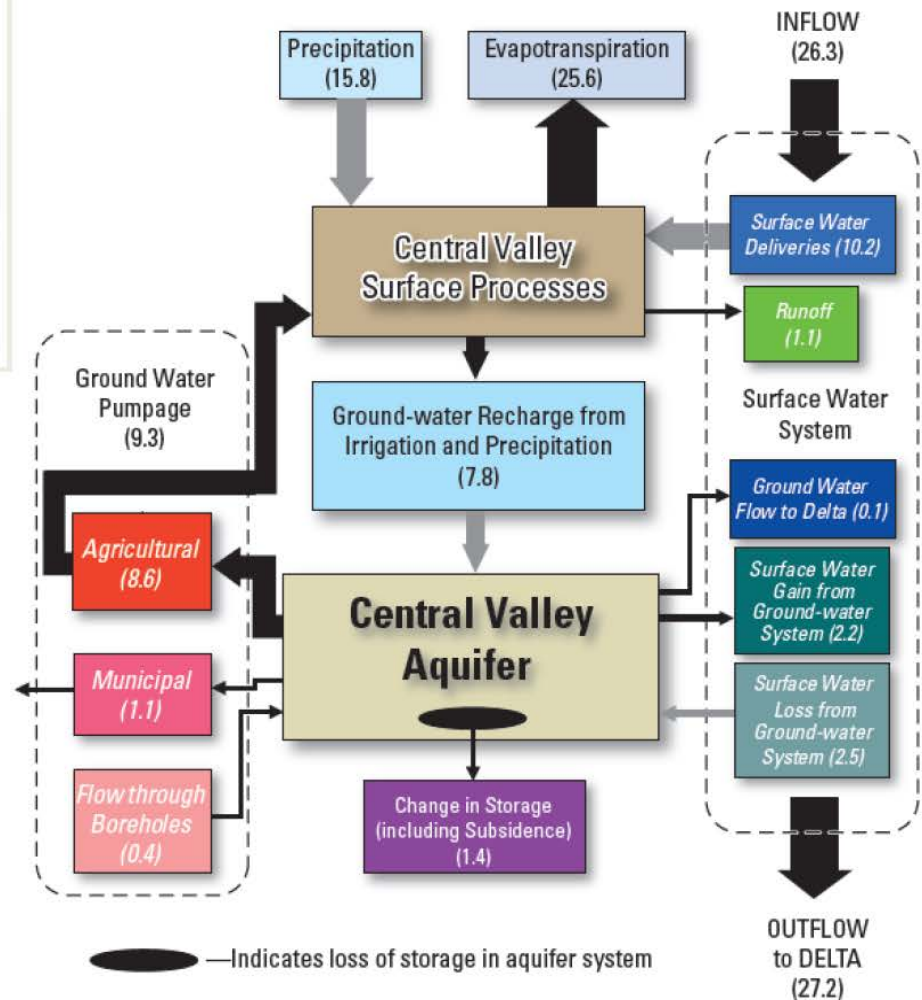 INFLOW
(26.3)
Precipitation
(15.8)
Evapotranspiration
(25.6)
Central Valley
Surface Processes
Surface Water
Deliveries (10.2)
Runoff
(1.1)
Surface Water
System
Ground Water
Pumpage
(9.3)
Ground-water Recharge from
Irrigation and Precipitation
(7.8)
Agricultural
(8.6)
Municipal
(1.1)
Flow through
Boreholes
(0.4)
Central Valley
Aquifer
Ground Water
Flow to Delta (0.1)
Surface Water
Gain from
Ground-water
System (2.2)
Surface Water
Loss from
Ground-water
System (2.5)
Change in Storage
(including Subsidence)
(1.4)
OUTFLOW
to DELTA
(27.2)
—Indicates loss of storage in aquifer system